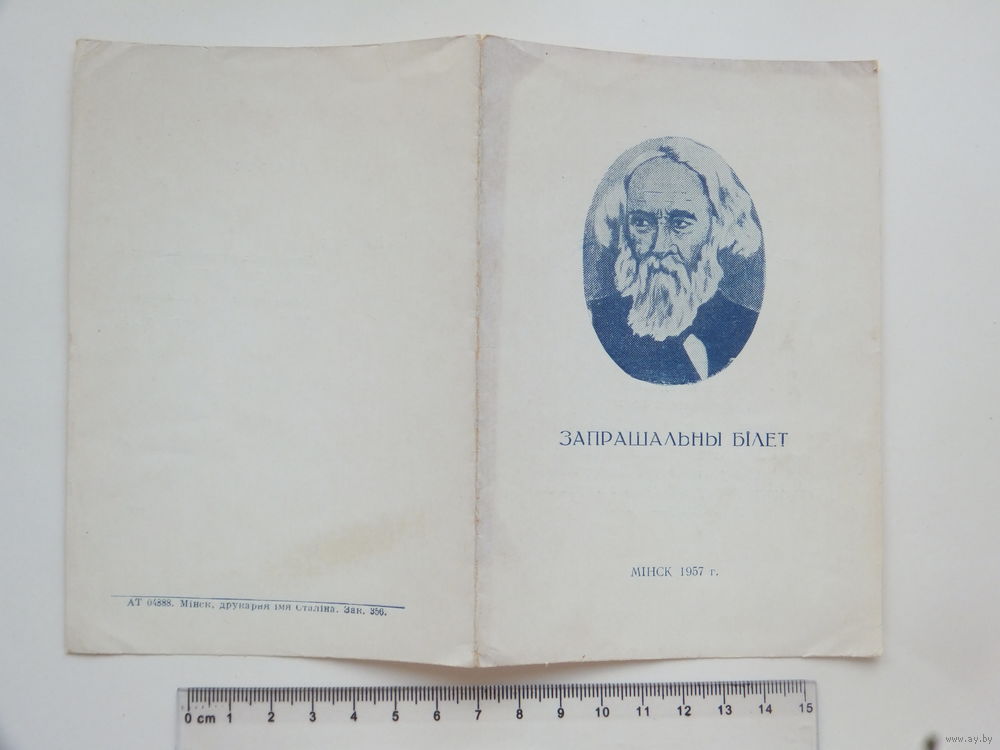 ЗАПРАШАЛЬНЫ БІЛЕТ
МІНСК 1957 г.
АТ 04888. Мінск, друкарня імя Сталіна. Зак. 356.
0 cm 1 2 3 4 5 6 7 8 9 10 11 12 13 14 15
www.ay.by